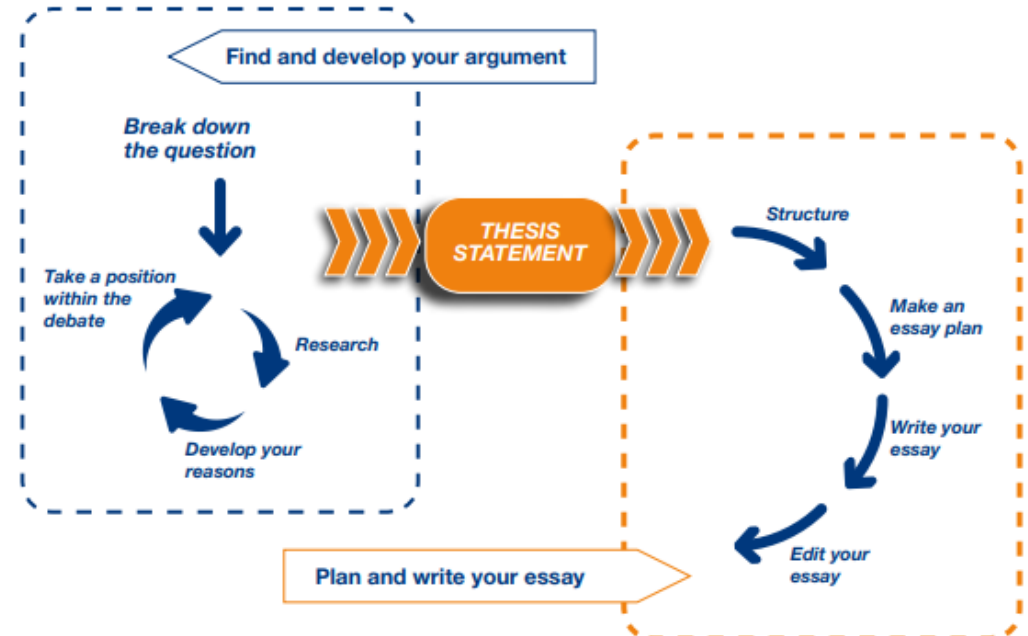 Find and develop your argument
Break down
the question
Take a position
within the
debate
Research
Develop your
reasons
THESIS
STATEMENT
Structure
Make an
essay plan
Write your
essay
Edit your
essay
Plan and write your essay